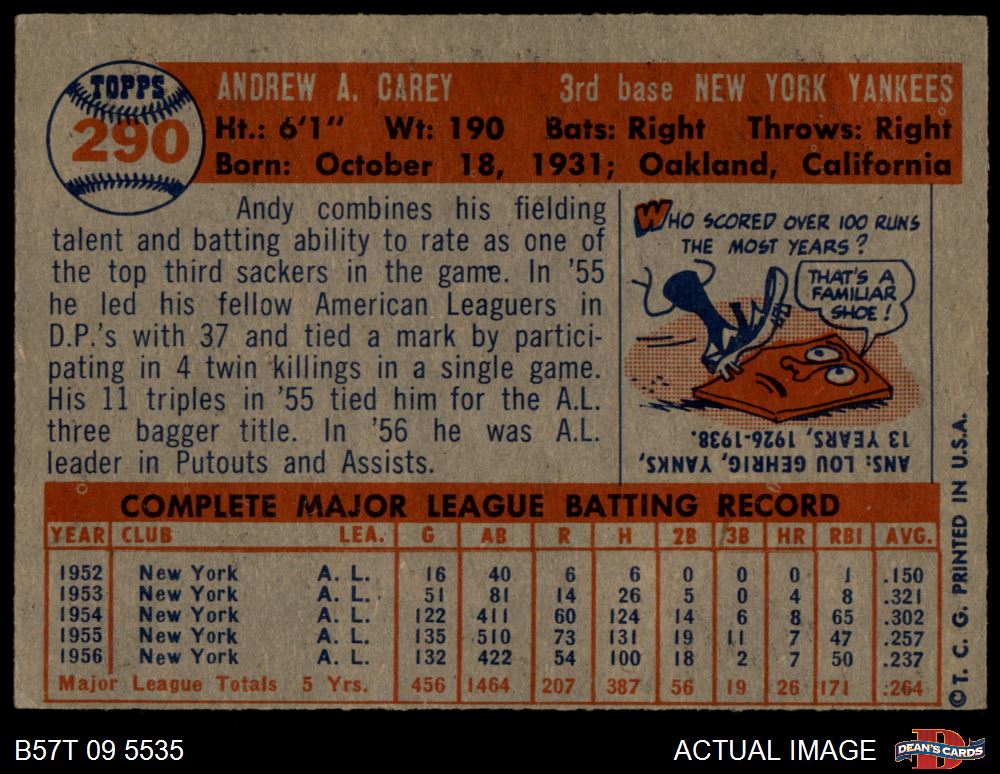 TOPPS
290
ANDREW A. CAREY 3rd base NEW YORK YANKEES
Ht.: 6'1" Wt: 190 Bats: Right Throws: Right
Born: October 18, 1931; Oakland, California
Andy combines his fielding
talent and batting ability to rate as one of
the top third sackers in the game. In '55
he led his fellow American Leaguers in
D.P.'s with 37 and tied a mark by partici-
pating in 4 twin killings in a single game.
His 11 triples in '55 tied him for the A.L.
three bagger title. In '56 he was A.L.
leader in Putouts and Assists.
WHO SCORED OVER 100 RUNS
THE MOST YEARS?
THAT'S A
FAMILIAR
SHOE!
ANS: LOU GEHRIG, YANKS,
13 YEARS, 1926-1938.
COMPLETE MAJOR LEAGUE BATTING RECORD
YEAR CLUB LEA. G AB R H 2B 3B HR RBI AVG.
1952 New York A. L. 16 40 6 6 0 0 0 1 .150
1953 New York A. L. 51 81 14 26 5 0 4 8 .321
1954 New York A. L. 122 411 60 124 14 6 8 65 .302
1955 New York A. L. 135 510 73 131 19 11 7 47 .257
1956 New York A. L. 132 422 54 100 18 2 7 50 .237
Major League Totals 5 Yrs. 456 1464 207 387 56 19 26 171 .264
© T. C. G. PRINTED IN U.S.A.
B57T 09 5535 ACTUAL IMAGE
DEAN'S CARDS